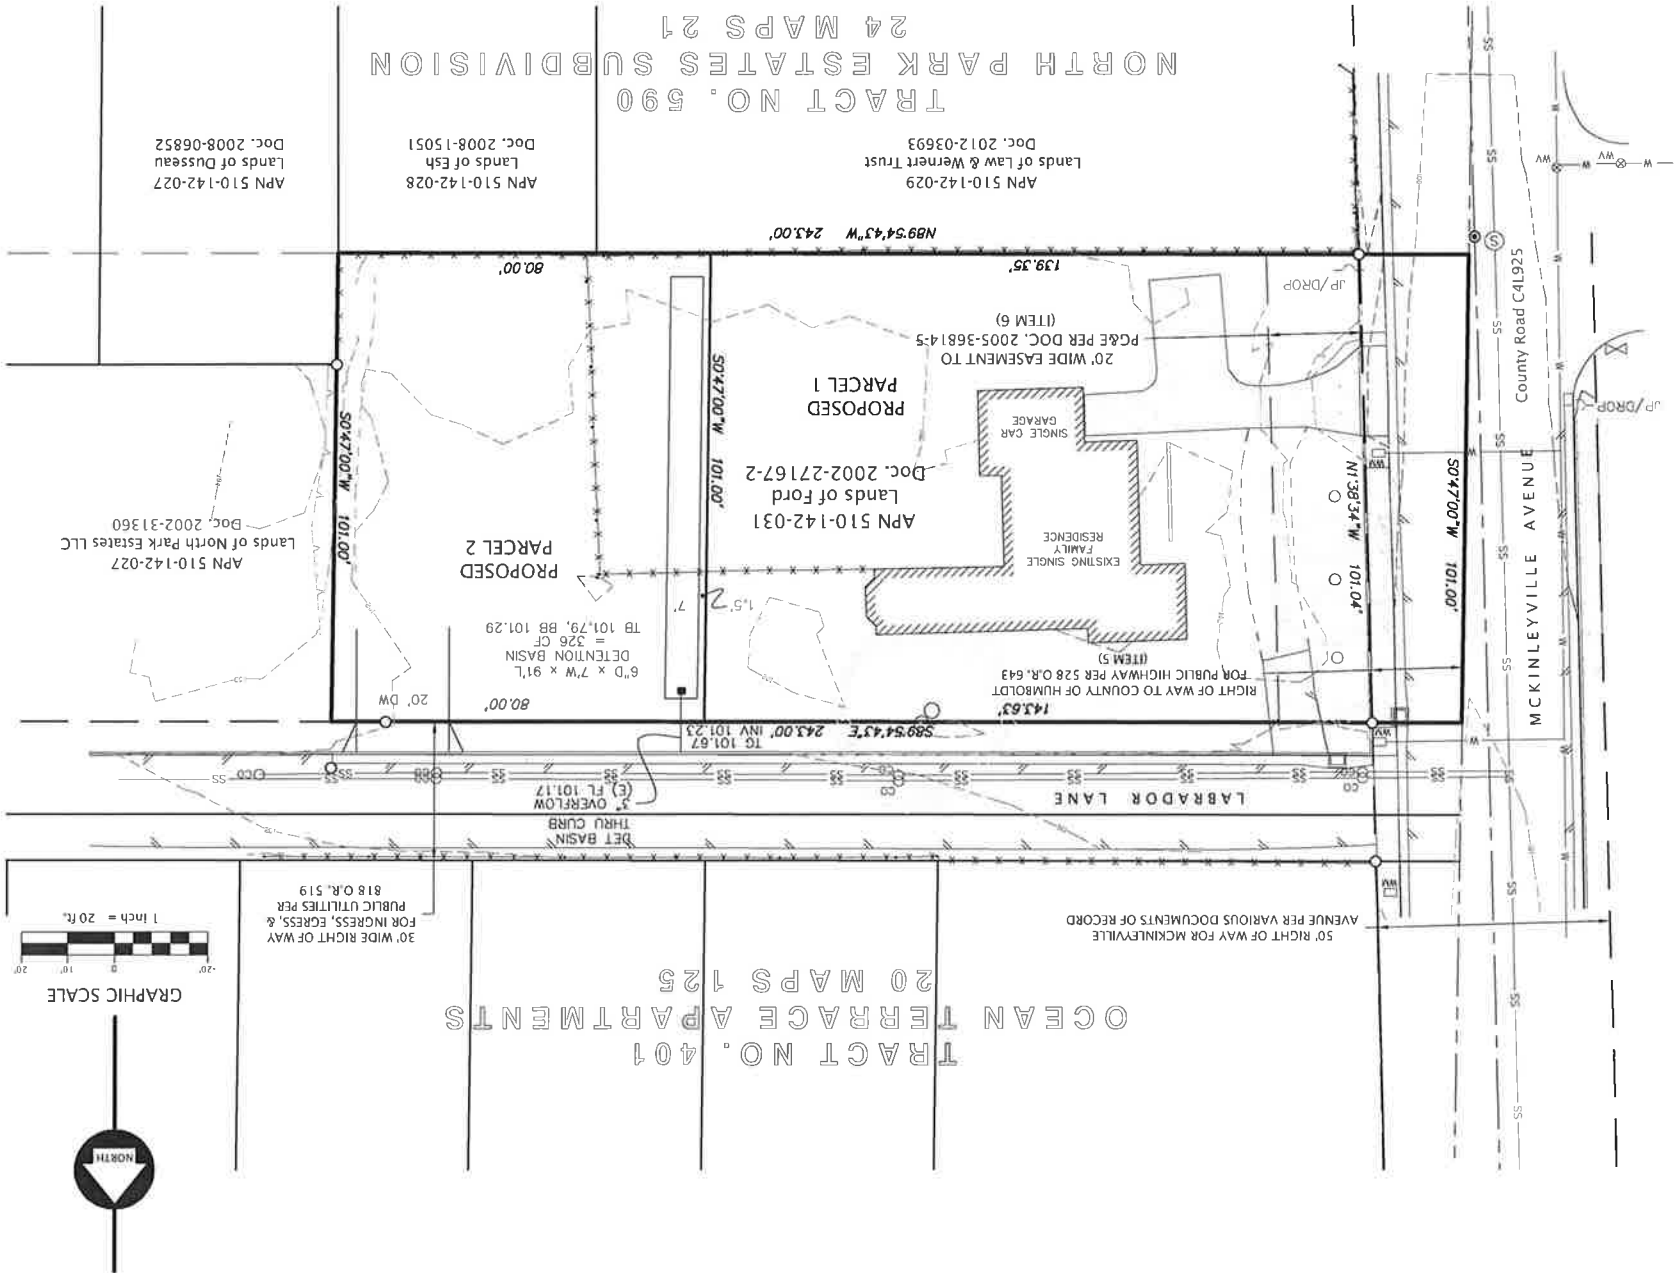 TRACT NO. 401
OCEAN TERRACE APARTMENTS
20 MAPS 125
NORTH
GRAPHIC SCALE
-20' 0 10' 20'
1 inch = 20 ft.
50' RIGHT OF WAY FOR MCKINLEYVILLE
AVENUE PER VARIOUS DOCUMENTS OF RECORD
30' WIDE RIGHT OF WAY
FOR INGRESS, EGRESS, &
PUBLIC UTILITIES PER
818 O.R. 519
DET BASIN
THRU CURB
3" OVERFLOW
(E) FL 101.17
LABRADOR LANE
TG 101.67
INV 101.23
S89°54'43"E 243.00'
143.63'
80.00'
20' DW
RIGHT OF WAY TO COUNTY OF HUMBOLDT
FOR PUBLIC HIGHWAY PER 528 O.R. 643
(ITEM 5)
6"D x 7'W x 91'L
DETENTION BASIN
= 326 CF
TB 101.79, BB 101.29
1.5'
7'
MCKINLEYVILLE AVENUE
County Road C4L925
S0°47'00"W 101.00'
N1°38'34"W 101.04'
EXISTING SINGLE
FAMILY
RESIDENCE
SINGLE CAR
GARAGE
APN 510-142-031
Lands of Ford
Doc. 2002-27167-2
PROPOSED
PARCEL 1
S0°47'00"W 101.00'
PROPOSED
PARCEL 2
S0°47'00"W 101.00'
APN 510-142-027
Lands of North Park Estates LLC
Doc. 2002-31360
20' WIDE EASEMENT TO
PG&E PER DOC. 2005-36814-5
(ITEM 6)
JP/DROP
JP/DROP
139.35'
80.00'
N89°54'43"W 243.00'
APN 510-142-029
Lands of Law & Wernert Trust
Doc. 2012-03693
APN 510-142-028
Lands of Esh
Doc. 2008-15051
APN 510-142-027
Lands of Dusseau
Doc. 2008-06852
TRACT NO. 590
NORTH PARK ESTATES SUBDIVISION
24 MAPS 21